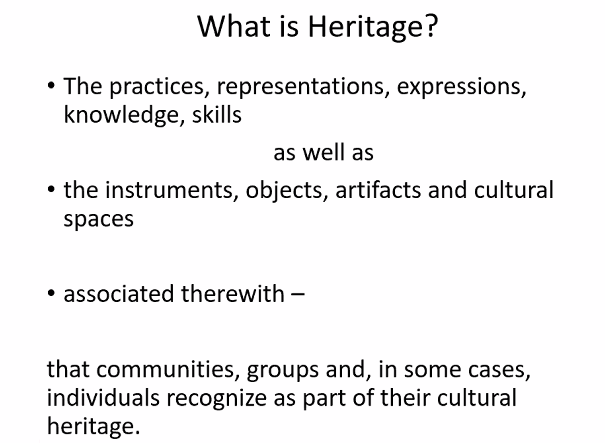 What is Heritage?
• The practices, representations, expressions,
knowledge, skills
as well as
• the instruments, objects, artifacts and cultural
spaces
• associated therewith –
that communities, groups and, in some cases,
individuals recognize as part of their cultural
heritage.